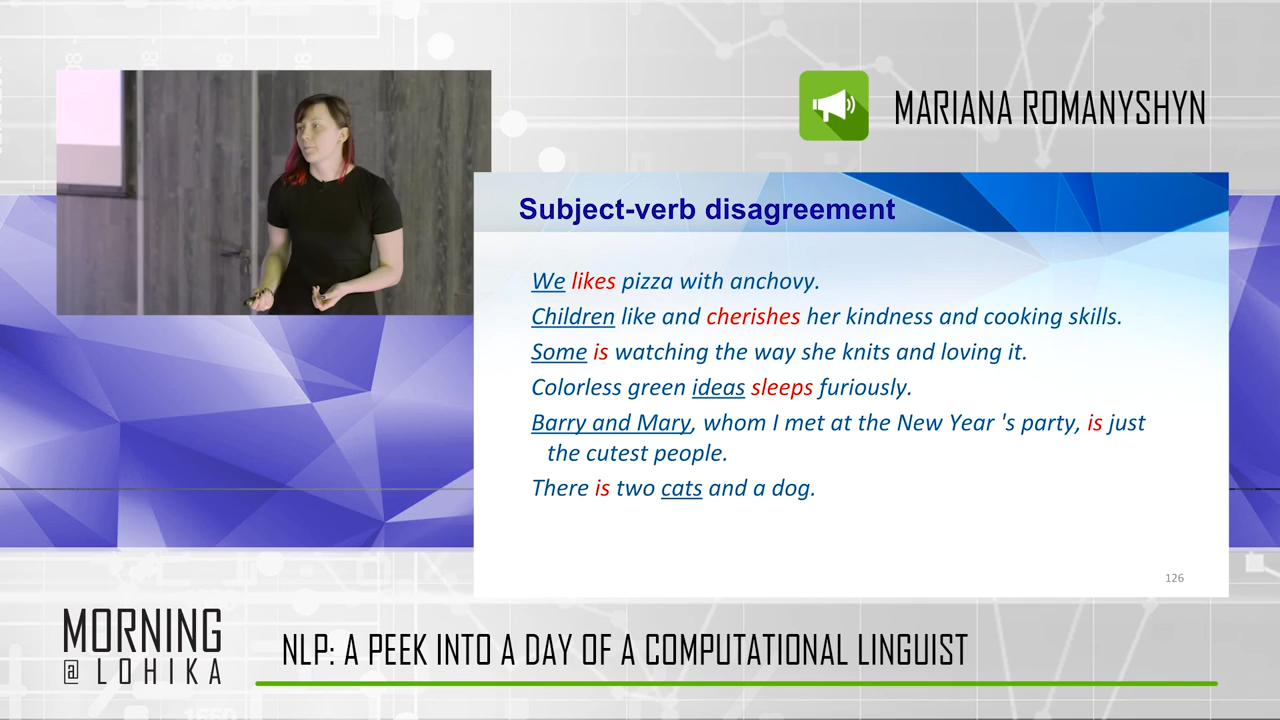 MARIANA ROMANYSHYN
Subject-verb disagreement
We likes pizza with anchovy.
Children like and cherishes her kindness and cooking skills.
Some is watching the way she knits and loving it.
Colorless green ideas sleeps furiously.
Barry and Mary, whom I met at the New Year 's party, is just
the cutest people.
There is two cats and a dog.
126
MORNING
@ LOHIKA
NLP: A PEEK INTO A DAY OF A COMPUTATIONAL LINGUIST